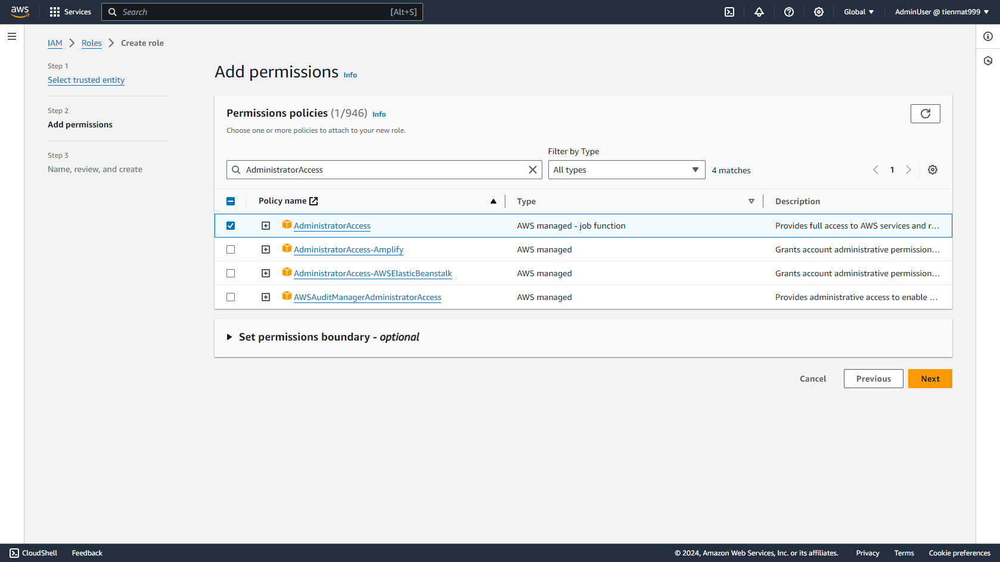 aws
Services
Search
[Alt+S]
Global
AdminUser @ tienmat999
IAM
Roles
Create role
Step 1
Select trusted entity
Step 2
Add permissions
Step 3
Name, review, and create
Add permissions Info
Permissions policies (1/946) Info
Choose one or more policies to attach to your new role.
Filter by Type
AdministratorAccess
All types
4 matches
1
Policy name
Type
Description
AdministratorAccess
AWS managed - job function
Provides full access to AWS services and r…
AdministratorAccess-Amplify
AWS managed
Grants account administrative permission…
AdministratorAccess-AWSElasticBeanstalk
AWS managed
Grants account administrative permission…
AWSAuditManagerAdministratorAccess
AWS managed
Provides administrative access to enable …
Set permissions boundary - optional
Cancel
Previous
Next
CloudShell
Feedback
© 2024, Amazon Web Services, Inc. or its affiliates.
Privacy
Terms
Cookie preferences